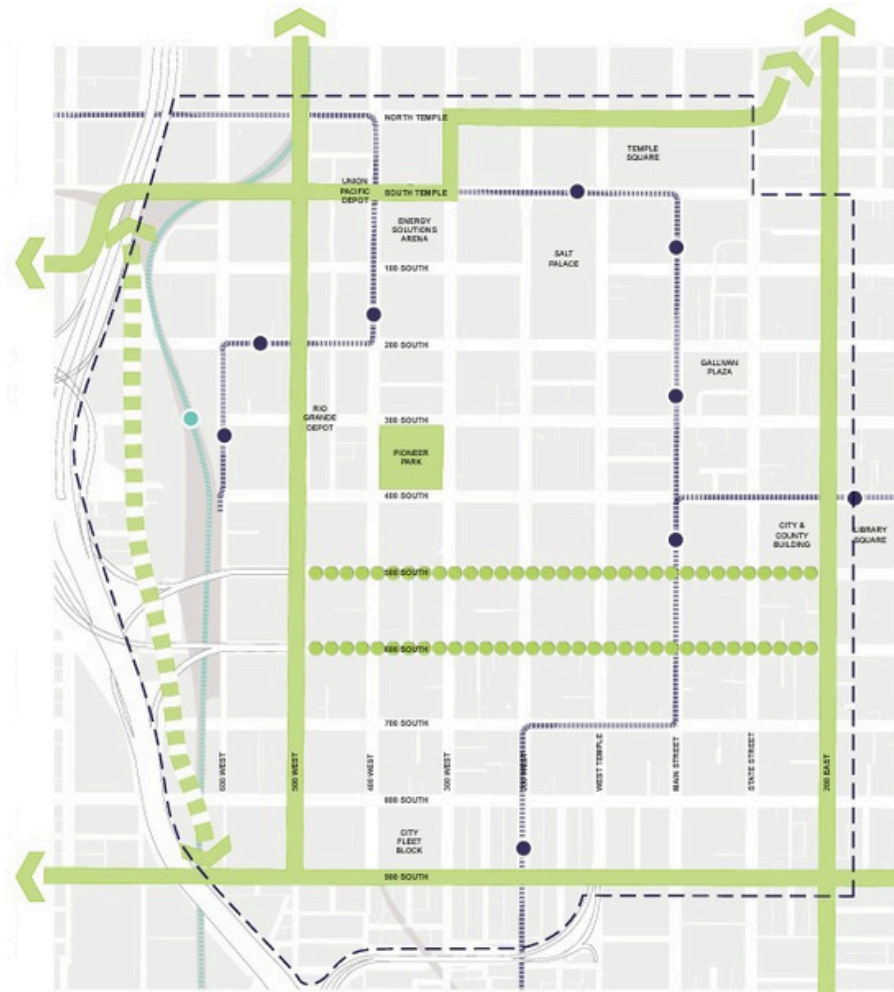 NORTH TEMPLE
TEMPLE
SQUARE
UNION
PACIFIC
DEPOT
SOUTH TEMPLE
ENERGY
SOLUTIONS
ARENA
SALT
PALACE
100 SOUTH
200 SOUTH
GALLIVAN
PLAZA
RIO
GRANDE
DEPOT
300 SOUTH
PIONEER
PARK
400 SOUTH
CITY &
COUNTY
BUILDING
LIBRARY
SQUARE
500 SOUTH
600 SOUTH
700 SOUTH
600 WEST
500 WEST
400 WEST
300 WEST
WEST TEMPLE
MAIN STREET
STATE STREET
200 EAST
800 SOUTH
CITY
FLEET
BLOCK
900 SOUTH